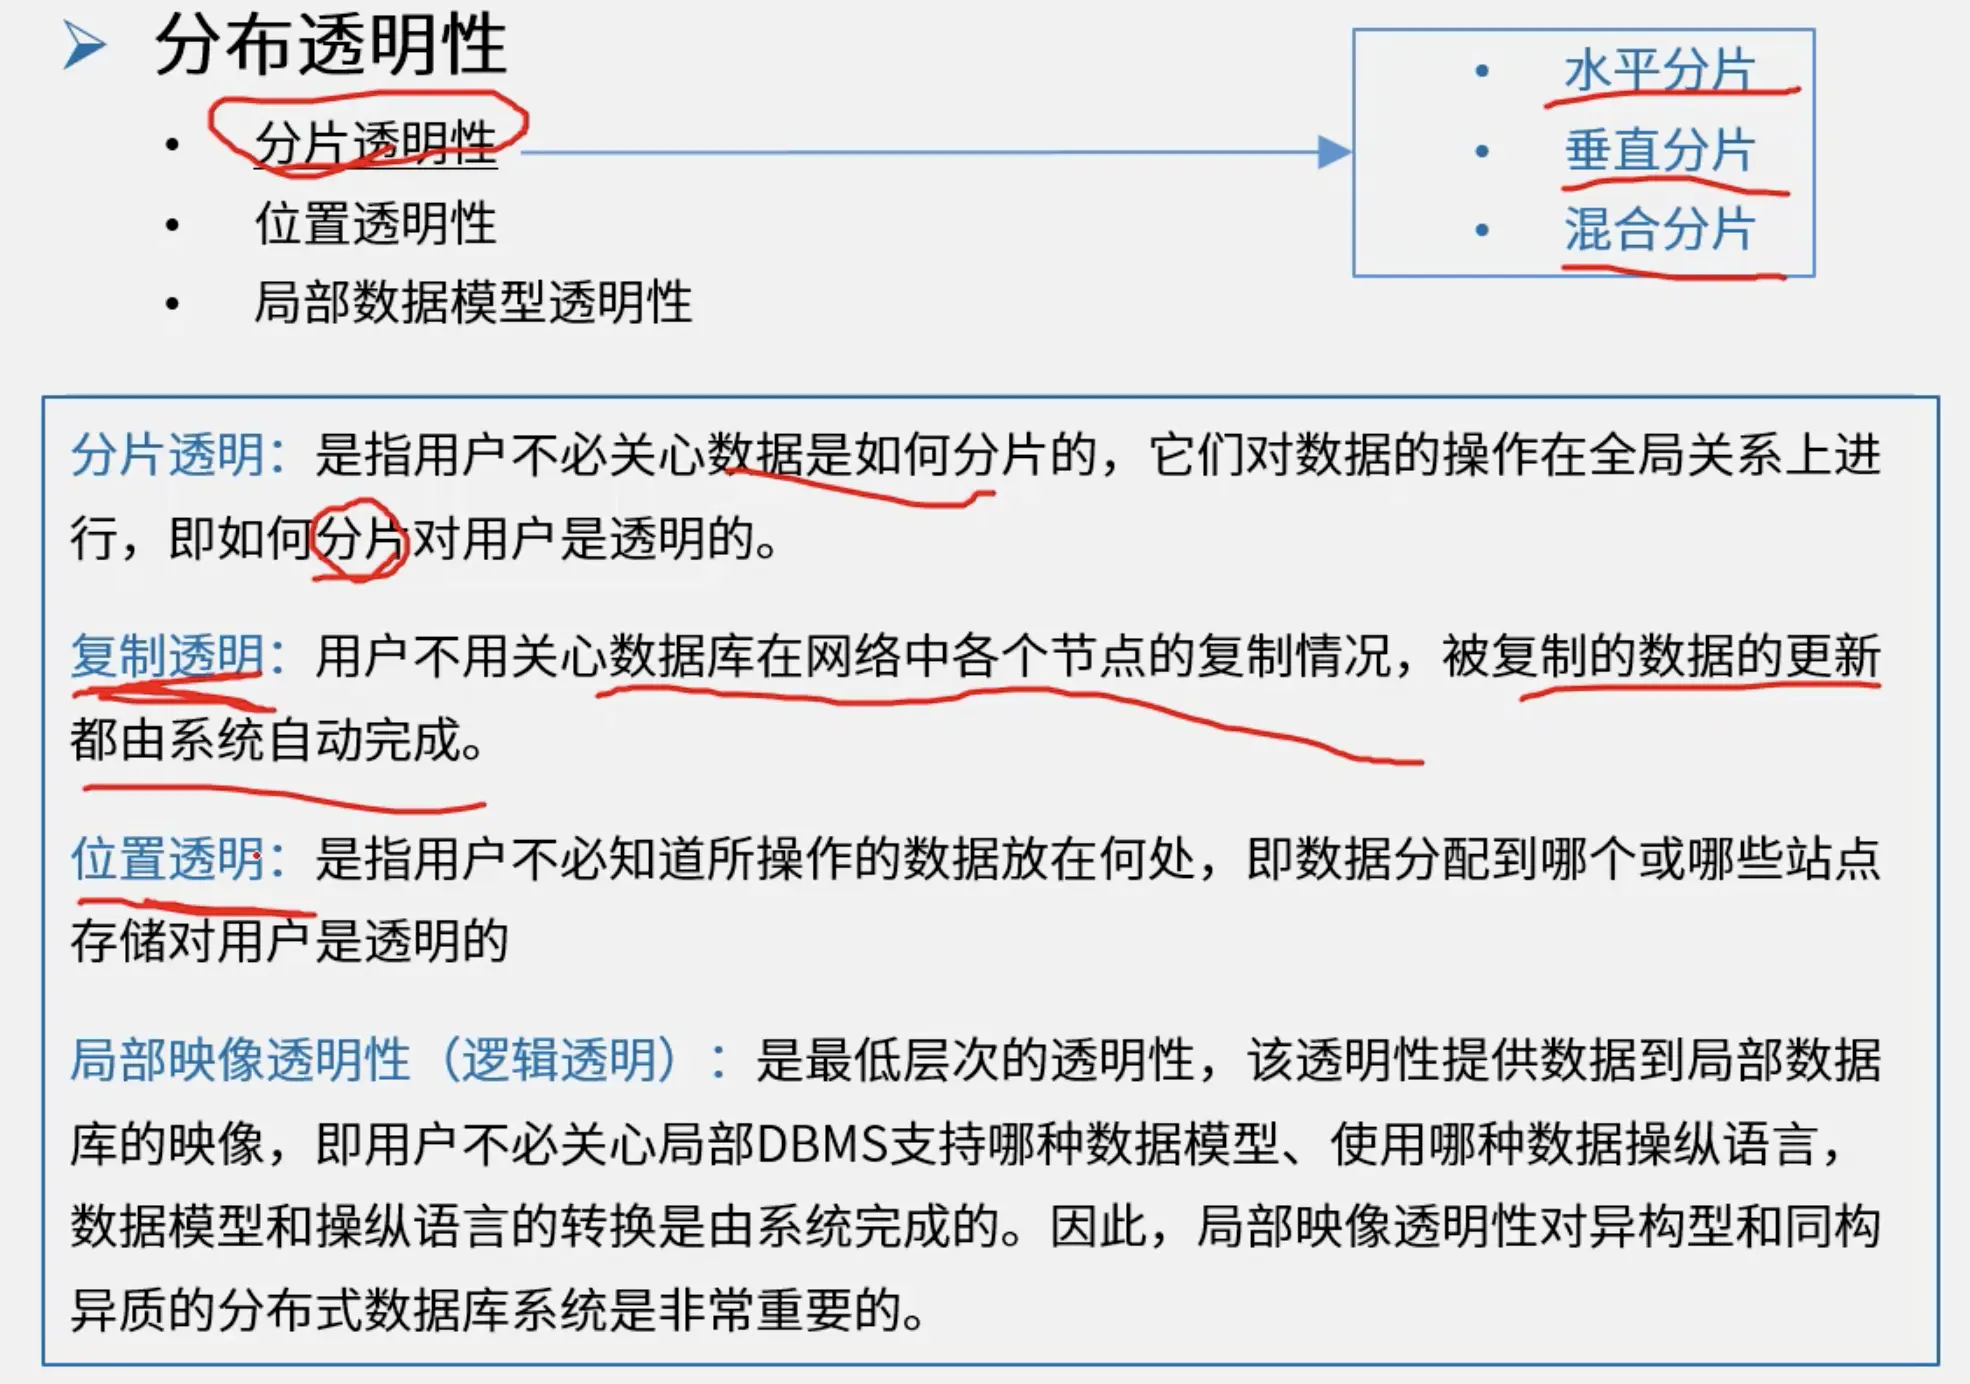 分布透明性
• 分片透明性
• 位置透明性
• 局部数据模型透明性
• 水平分片
• 垂直分片
• 混合分片
分片透明：是指用户不必关心数据是如何分片的，它们对数据的操作在全局关系上进
行，即如何分片对用户是透明的。
复制透明：用户不用关心数据库在网络中各个节点的复制情况，被复制的数据的更新
都由系统自动完成。
位置透明：是指用户不必知道所操作的数据放在何处，即数据分配到哪个或哪些站点
存储对用户是透明的
局部映像透明性（逻辑透明）：是最低层次的透明性，该透明性提供数据到局部数据
库的映像，即用户不必关心局部DBMS支持哪种数据模型、使用哪种数据操纵语言，
数据模型和操纵语言的转换是由系统完成的。因此，局部映像透明性对异构型和同构
异质的分布式数据库系统是非常重要的。